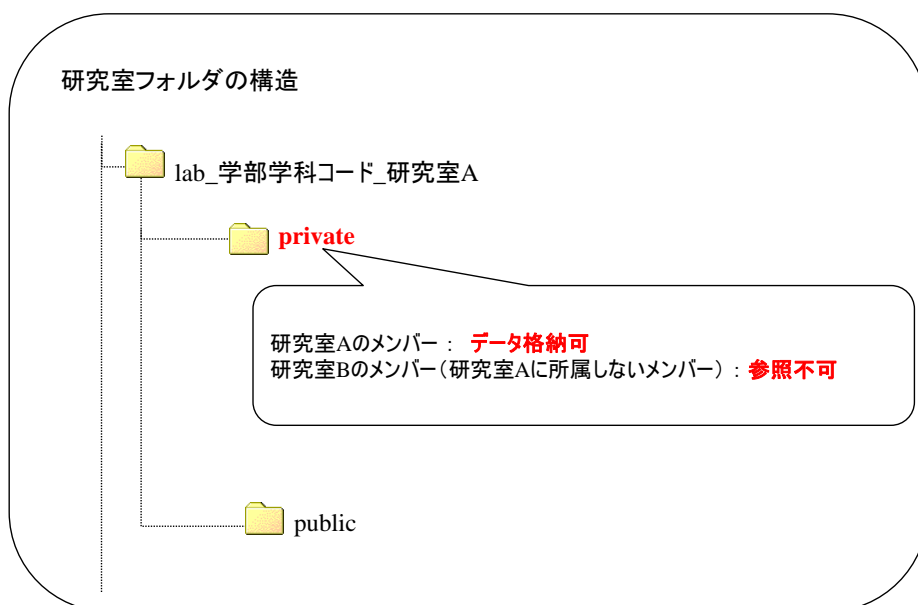 研究室フォルダの構造
lab_学部学科コード_研究室A
private
研究室Aのメンバー： データ格納可
研究室Bのメンバー（研究室Aに所属しないメンバー）：参照不可
public